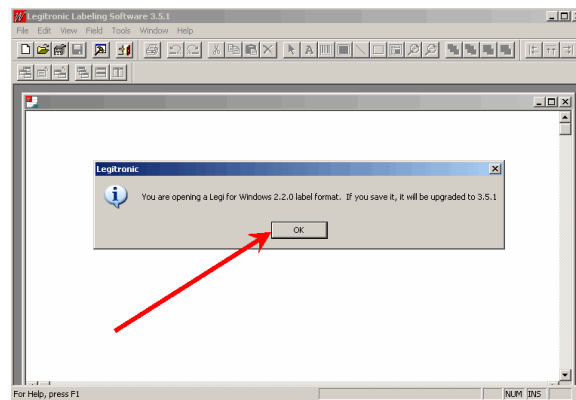 Legitronic Labeling Software 3.5.1
File Edit View Field Tools Window Help
Legitronic
You are opening a Legi for Windows 2.2.0 label format. If you save it, it will be upgraded to 3.5.1
OK
For Help, press F1
NUM INS